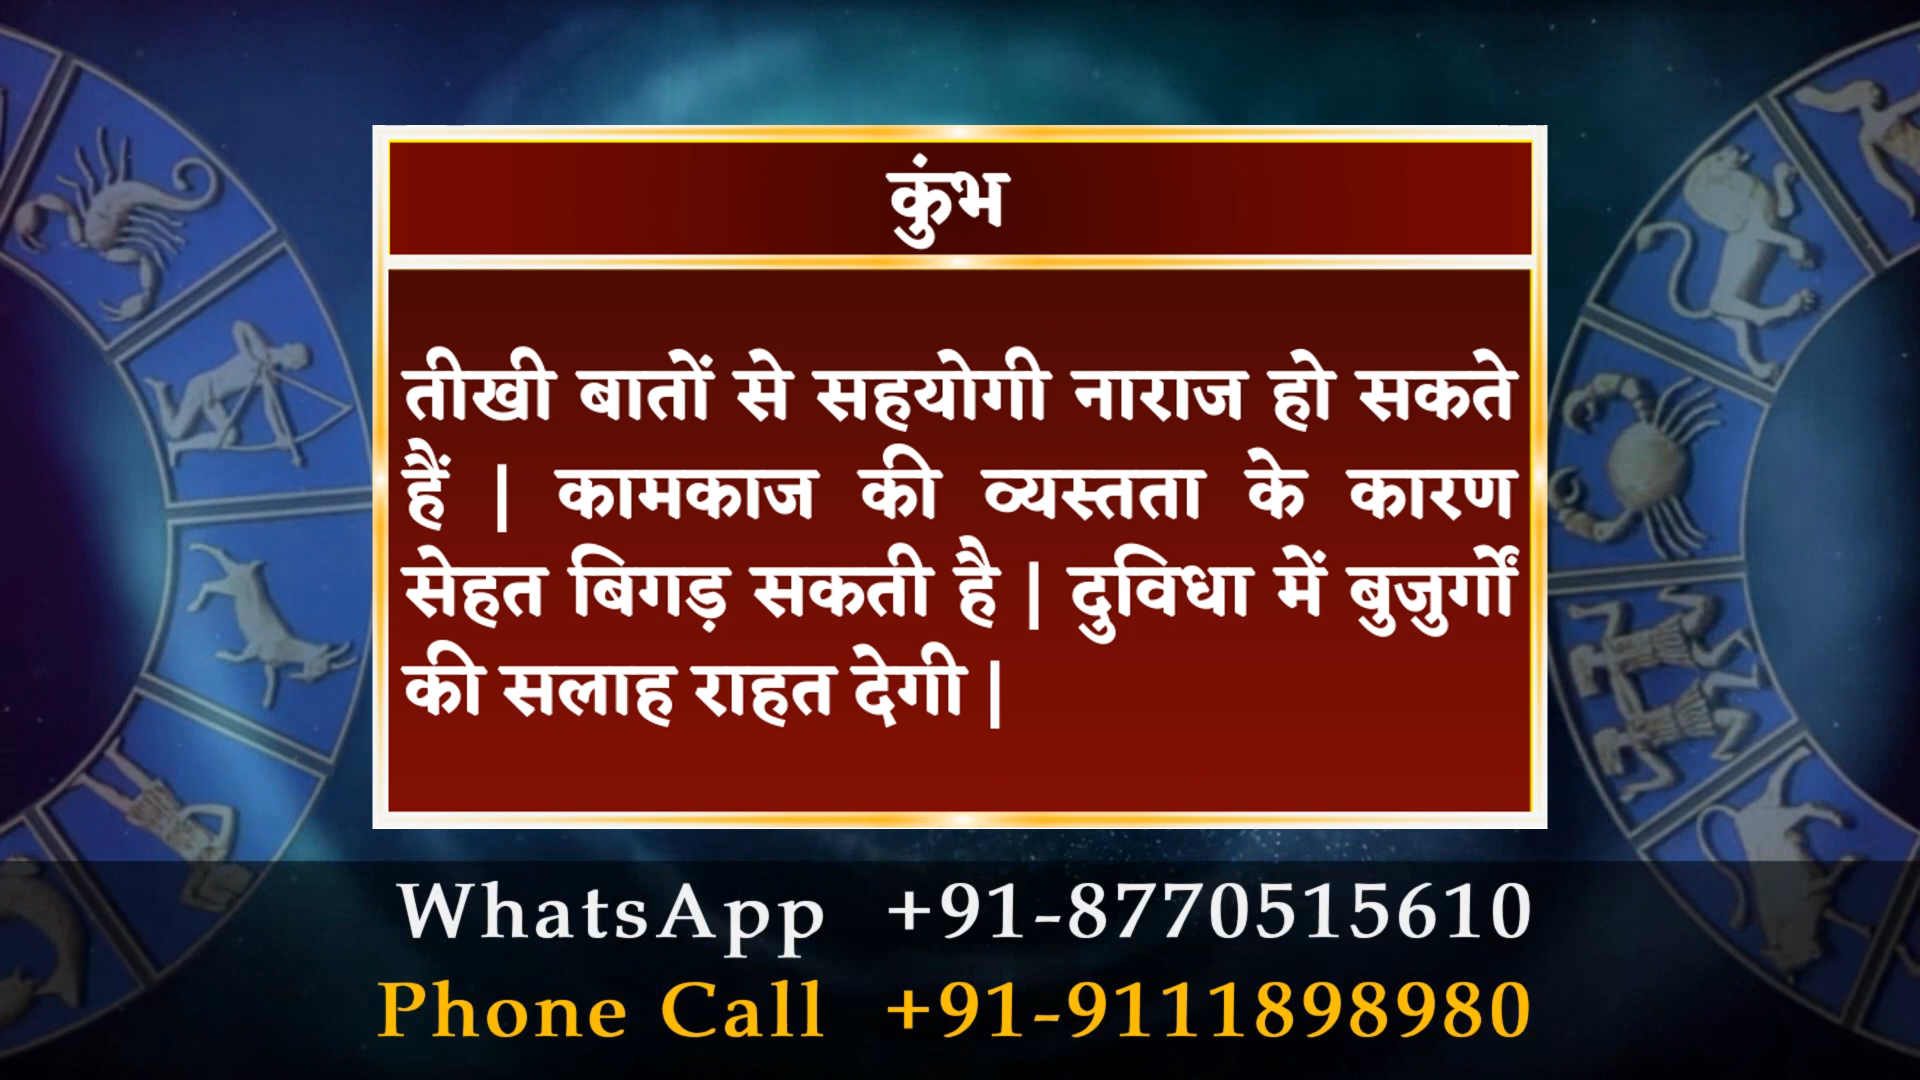 कुंभ
तीखी बातों से सहयोगी नाराज हो सकते
हैं | कामकाज की व्यस्तता के कारण
सेहत बिगड़ सकती है | दुविधा में बुजुर्गों
की सलाह राहत देगी |
WhatsApp +91-8770515610
Phone Call +91-9111898980